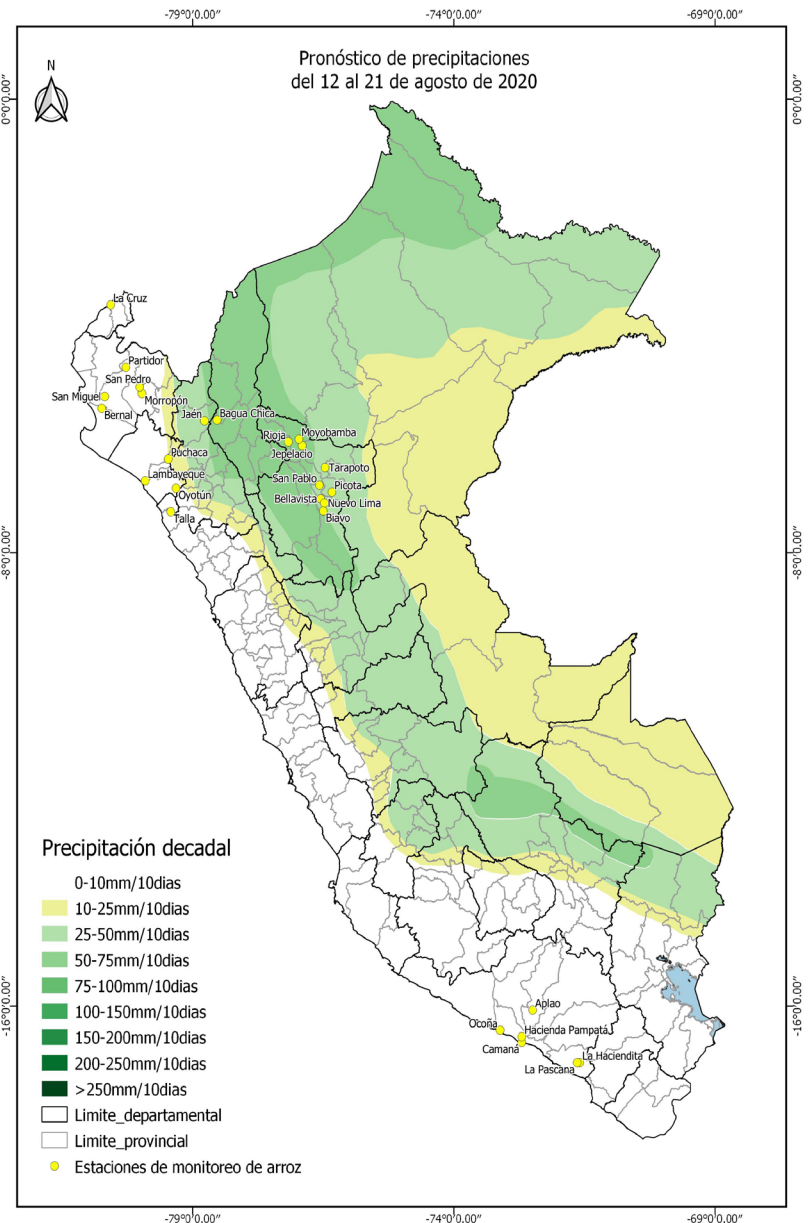 -79°0′0.00″
-74°0′0.00″
-69°0′0.00″
Pronóstico de precipitaciones
del 12 al 21 de agosto de 2020
N
0°0′0.00″
0°0′0.00″
La Cruz
Partidor
San Pedro
San Miguel
Morropón
Bernal
Jaén
Bagua Chica
Rioja
Moyobamba
Jepelacio
Puchaca
Tarapoto
Lambayeque
San Pablo
Picota
Oyotún
Bellavista
Nuevo Lima
Talla
Biavo
-8°0′0.00″
-8°0′0.00″
Precipitación decadal
0-10mm/10dias
10-25mm/10dias
25-50mm/10dias
50-75mm/10dias
75-100mm/10dias
100-150mm/10dias
150-200mm/10dias
200-250mm/10dias
>250mm/10dias
Limite_departamental
Limite_provincial
Estaciones de monitoreo de arroz
-16°0′0.00″
-16°0′0.00″
Aplao
Ocoña
Hacienda Pampatá
Camaná
La Haciendita
La Pascana
-79°0′0.00″
-74°0′0.00″
-69°0′0.00″